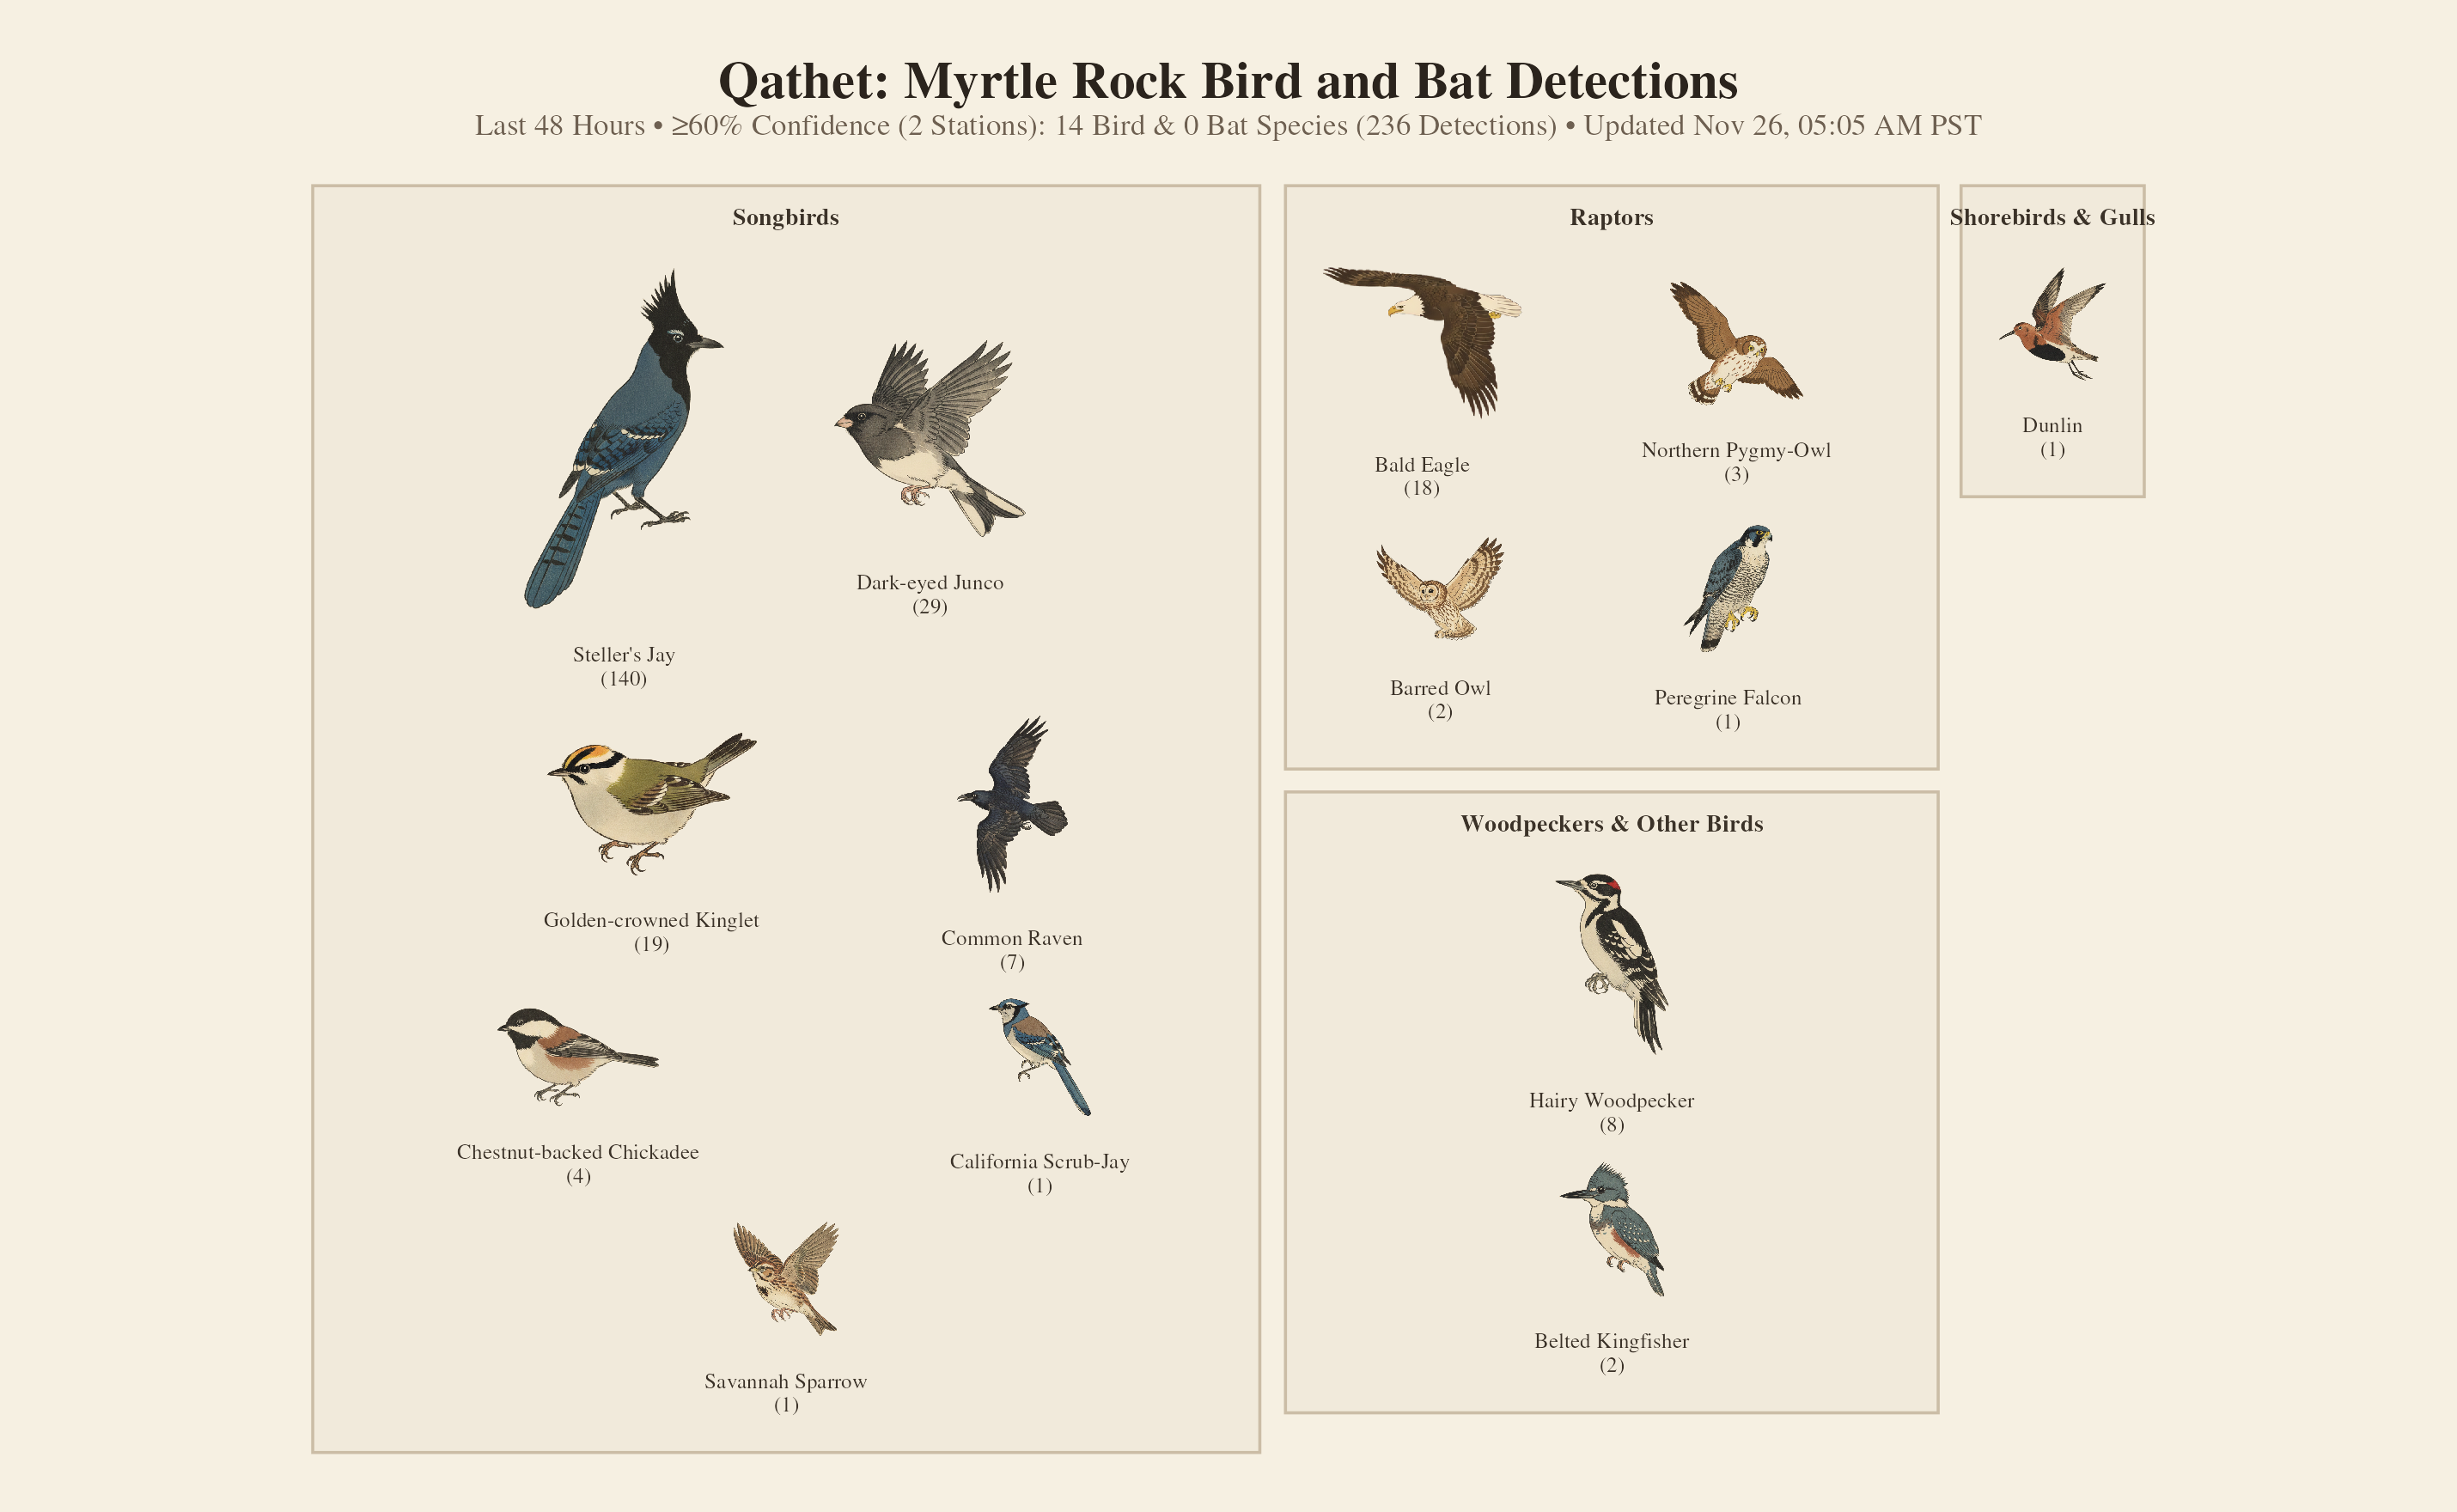 Qathet: Myrtle Rock Bird and Bat Detections
Last 48 Hours • ≥60% Confidence (2 Stations): 14 Bird & 0 Bat Species (236 Detections) • Updated Nov 26, 05:05 AM PST
Songbirds
Steller's Jay
(140)
Dark-eyed Junco
(29)
Golden-crowned Kinglet
(19)
Common Raven
(7)
Chestnut-backed Chickadee
(4)
California Scrub-Jay
(1)
Savannah Sparrow
(1)
Raptors
Bald Eagle
(18)
Northern Pygmy-Owl
(3)
Barred Owl
(2)
Peregrine Falcon
(1)
Woodpeckers & Other Birds
Hairy Woodpecker
(8)
Belted Kingfisher
(2)
Shorebirds & Gulls
Dunlin
(1)